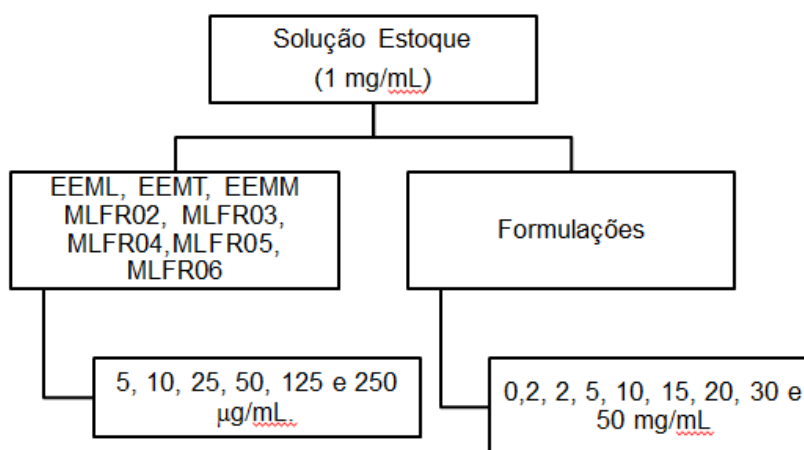 Solução Estoque
(1 mg/mL)
EEML, EEMT, EEMM
MLFR02, MLFR03,
MLFR04,MLFR05,
MLFR06
Formulações
5, 10, 25, 50, 125 e 250
µg/mL.
0,2, 2, 5, 10, 15, 20, 30 e
50 mg/mL